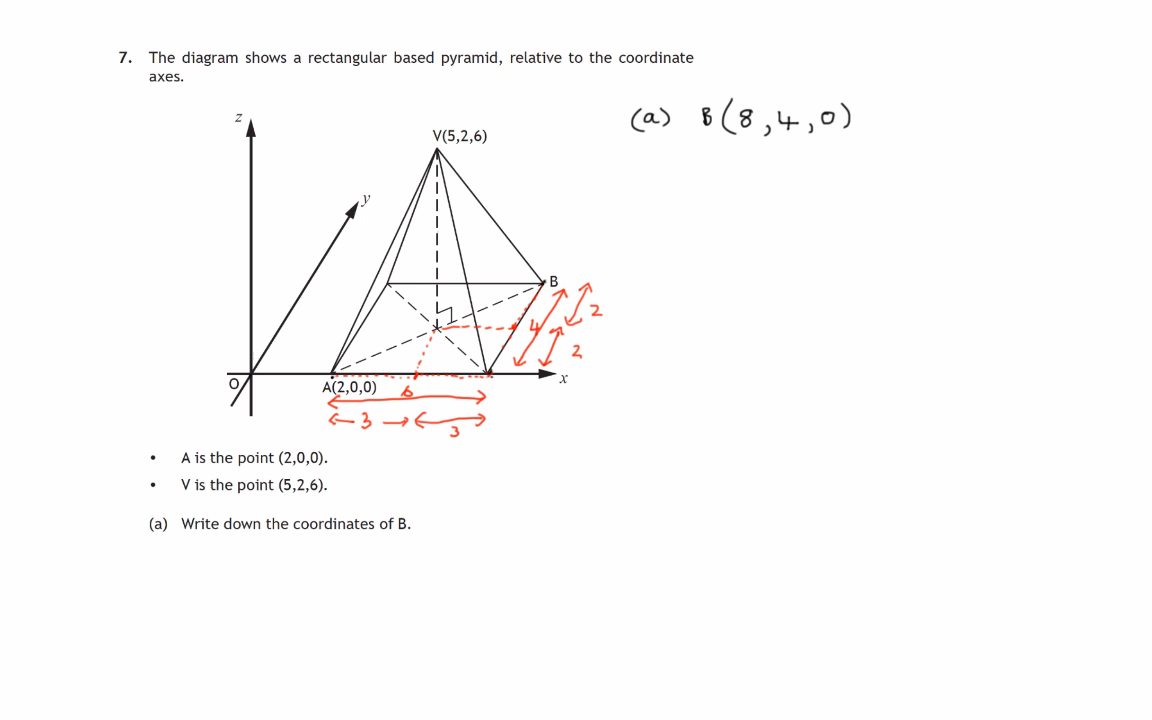 7. The diagram shows a rectangular based pyramid, relative to the coordinate
axes.
(a) B(8,4,0)
z
V(5,2,6)
y
B
2
4
2
O
A(2,0,0)
x
6
3
3
• A is the point (2,0,0).
• V is the point (5,2,6).
(a) Write down the coordinates of B.